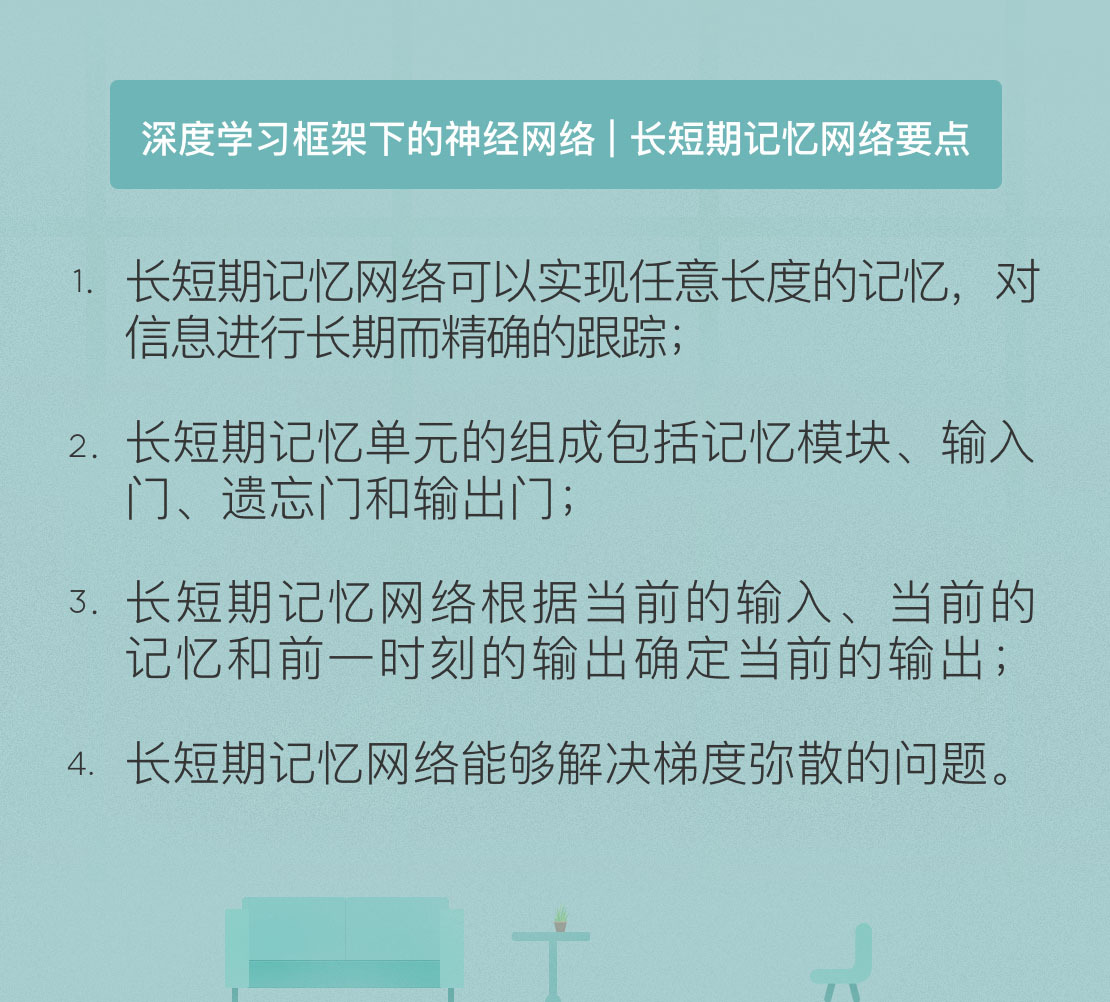 深度学习框架下的神经网络 | 长短期记忆网络要点
1. 长短期记忆网络可以实现任意长度的记忆，对
信息进行长期而精确的跟踪；
2. 长短期记忆单元的组成包括记忆模块、输入
门、遗忘门和输出门；
3. 长短期记忆网络根据当前的输入、当前的
记忆和前一时刻的输出确定当前的输出；
4. 长短期记忆网络能够解决梯度弥散的问题。